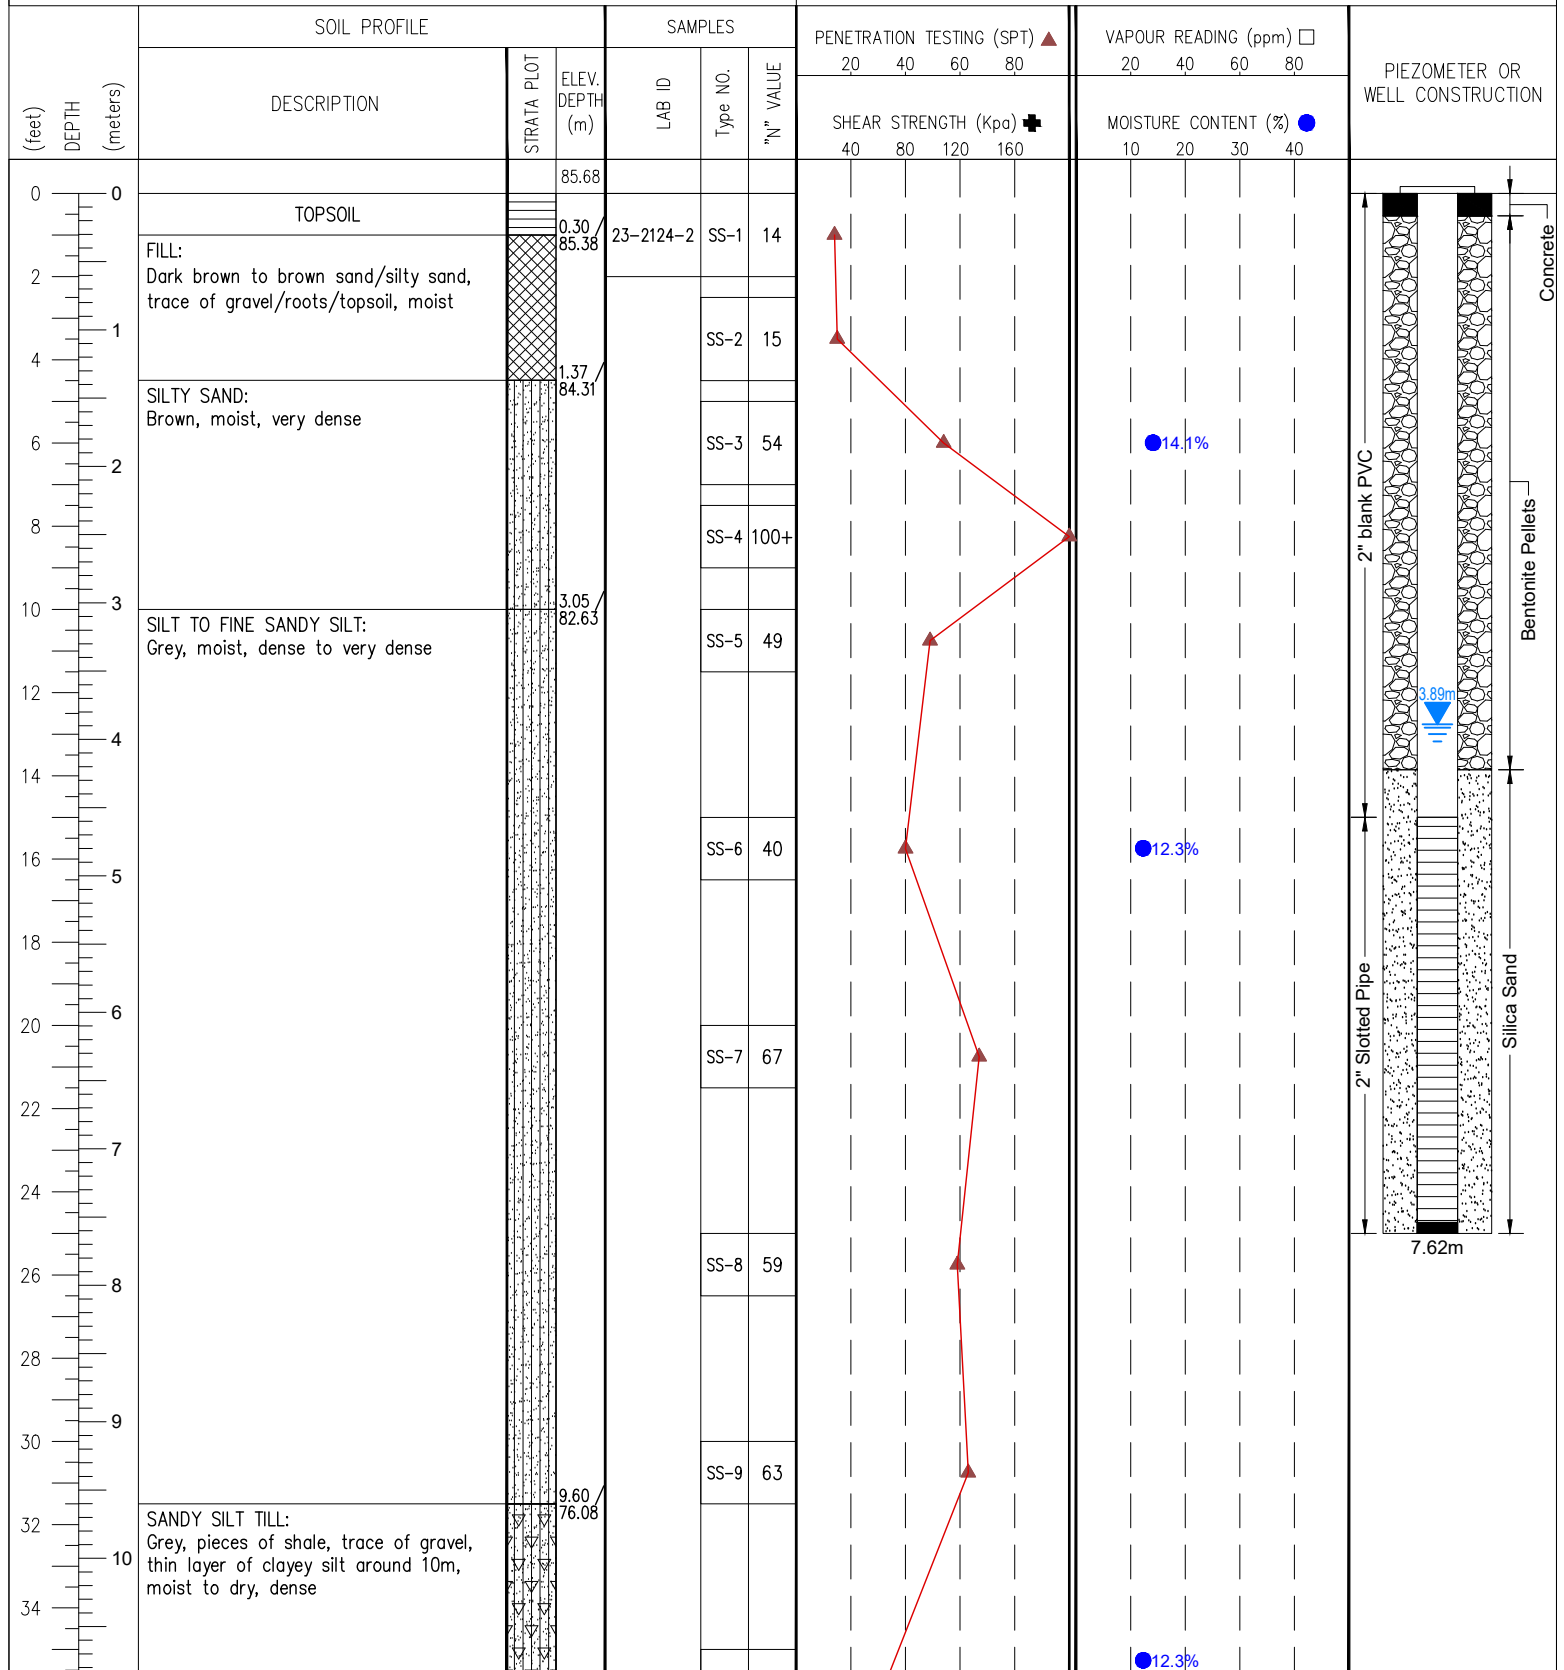 SOIL PROFILE
SAMPLES
PENETRATION TESTING (SPT)
20 40 60 80
SHEAR STRENGTH (Kpa)
40 80 120 160
VAPOUR READING (ppm)
20 40 60 80
MOISTURE CONTENT (%)
10 20 30 40
PIEZOMETER OR
WELL CONSTRUCTION
(feet)
DEPTH
(meters)
DESCRIPTION
STRATA PLOT
ELEV.
DEPTH
(m)
LAB ID
Type NO.
"N" VALUE
85.68
0 0
TOPSOIL
0.30 /
85.38
23-2124-2 SS-1 14
FILL:
Dark brown to brown sand/silty sand,
trace of gravel/roots/topsoil, moist
2
1
SS-2 15
4
1.37 /
84.31
SILTY SAND:
Brown, moist, very dense
6
SS-3 54
14.1%
2
8
SS-4 100+
10
3
3.05 /
82.63
SILT TO FINE SANDY SILT:
Grey, moist, dense to very dense
SS-5 49
12
3.89m
4
14
16
SS-6 40
12.3%
5
18
6
20
SS-7 67
22
7
24
7.62m
26
SS-8 59
8
28
9
30
SS-9 63
9.60 /
76.08
SANDY SILT TILL:
Grey, pieces of shale, trace of gravel,
thin layer of clayey silt around 10m,
moist to dry, dense
32
10
34
12.3%
2" blank PVC
2" Slotted Pipe
Concrete
Bentonite Pellets
Silica Sand